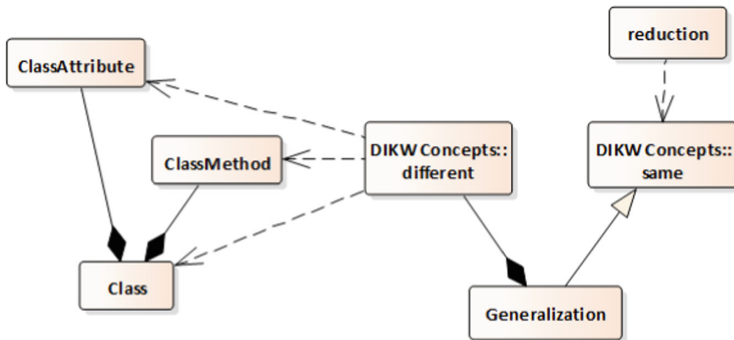 reduction
ClassAttribute
DIKW Concepts::
different
DIKW Concepts::
same
ClassMethod
Class
Generalization